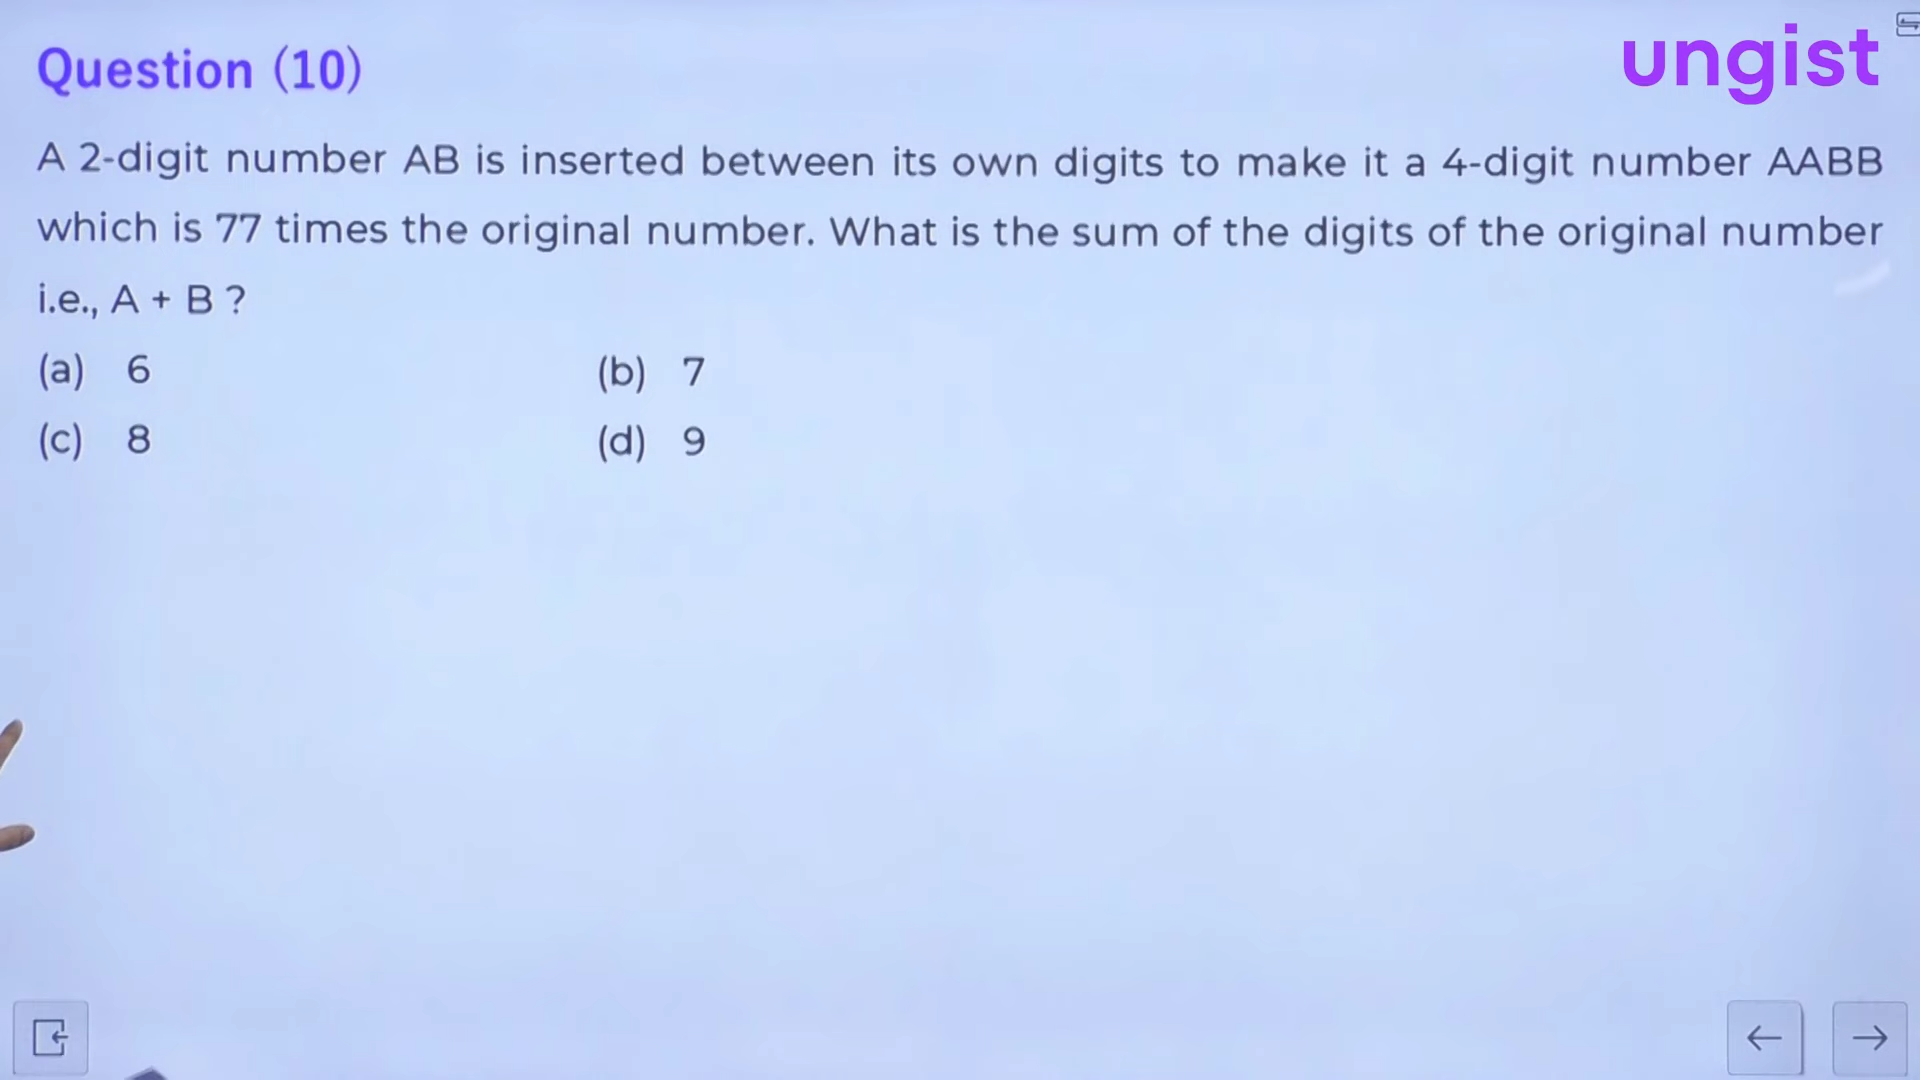 Question (10)
ungist
A 2-digit number AB is inserted between its own digits to make it a 4-digit number AABB
which is 77 times the original number. What is the sum of the digits of the original number
i.e., A + B ?
(a) 6 (b) 7
(c) 8 (d) 9